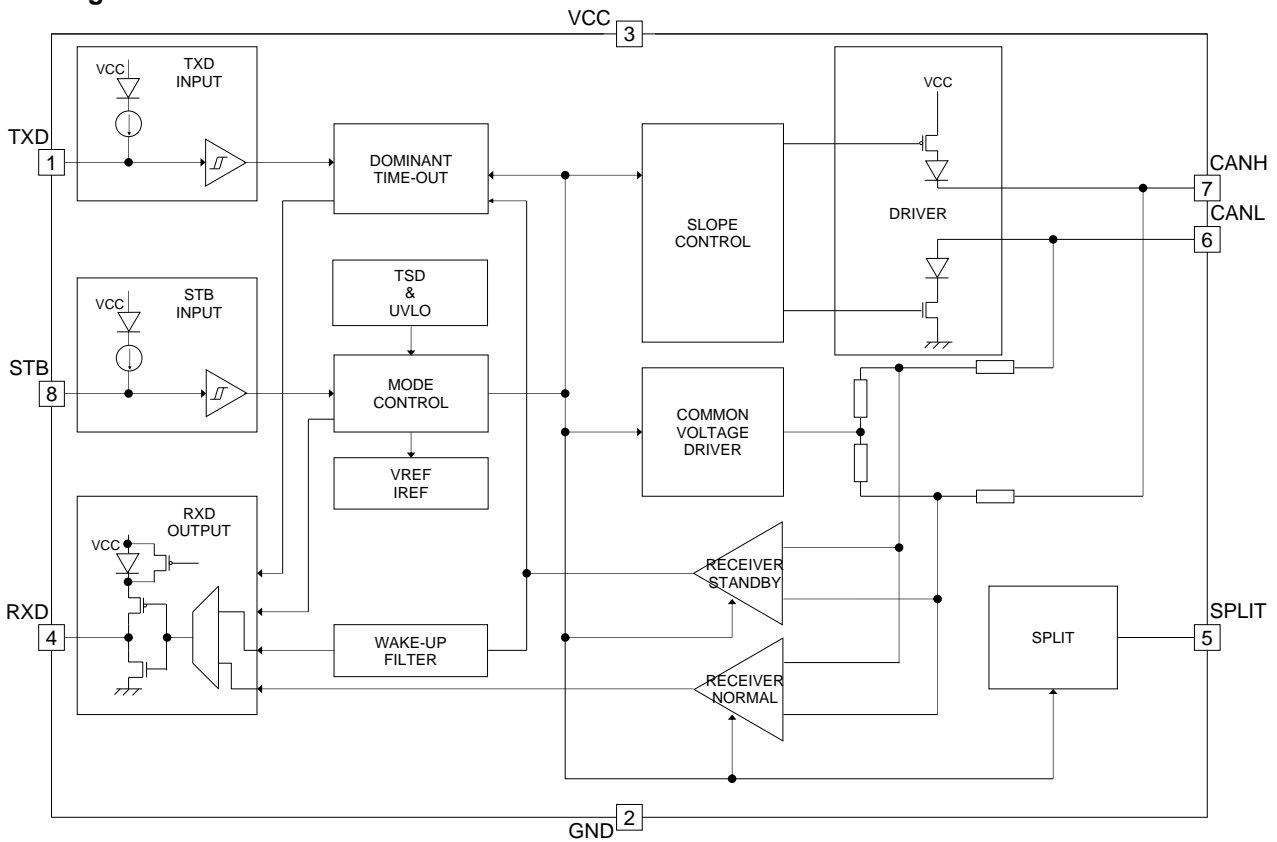 VCC
3
TXD
INPUT
VCC
TXD
1
DOMINANT
TIME-OUT
SLOPE
CONTROL
VCC
DRIVER
CANH
7
CANL
6
STB
INPUT
VCC
STB
8
TSD
&
UVLO
MODE
CONTROL
VREF
IREF
COMMON
VOLTAGE
DRIVER
RXD
OUTPUT
VCC
RXD
4
WAKE-UP
FILTER
RECEIVER
STANDBY
RECEIVER
NORMAL
SPLIT
SPLIT
5
GND
2